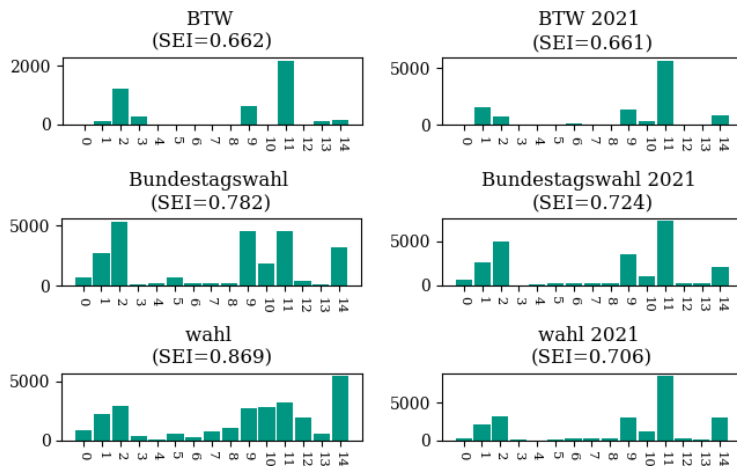 BTW
(SEI=0.662)
2000
0
0 1 2 3 4 5 6 7 8 9 10 11 12 13 14
BTW 2021
(SEI=0.661)
5000
0
0 1 2 3 4 5 6 7 8 9 10 11 12 13 14
Bundestagswahl
(SEI=0.782)
5000
0
0 1 2 3 4 5 6 7 8 9 10 11 12 13 14
Bundestagswahl 2021
(SEI=0.724)
5000
0
0 1 2 3 4 5 6 7 8 9 10 11 12 13 14
wahl
(SEI=0.869)
5000
0
0 1 2 3 4 5 6 7 8 9 10 11 12 13 14
wahl 2021
(SEI=0.706)
5000
0
0 1 2 3 4 5 6 7 8 9 10 11 12 13 14